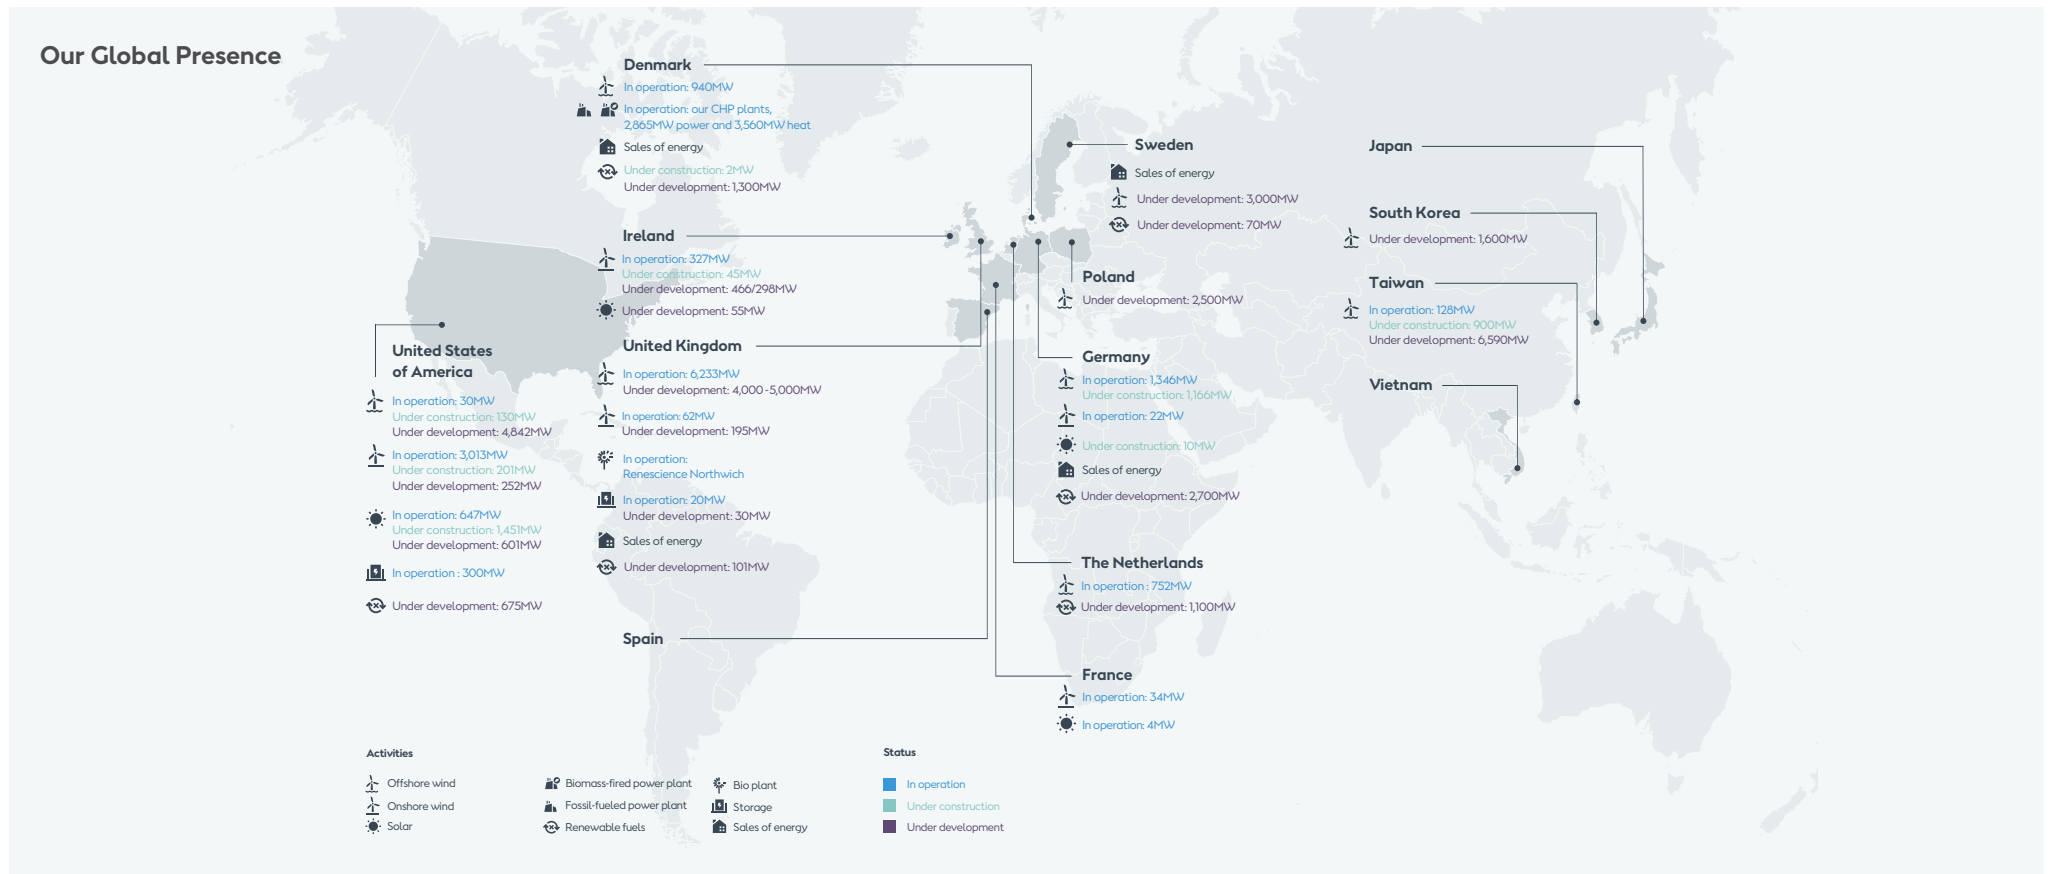 Our Global Presence
Denmark
In operation: 940MW
In operation: our CHP plants,
2,865MW power and 3,560MW heat
Sales of energy
Under construction: 2MW
Under development: 1,300MW
Ireland
In operation: 327MW
Under construction: 45MW
Under development: 466/298MW
Under development: 55MW
United States
of America
In operation: 30MW
Under construction: 130MW
Under development: 4,842MW
In operation: 3,013MW
Under construction: 201MW
Under development: 252MW
In operation: 647MW
Under construction: 1,451MW
Under development: 601MW
In operation : 300MW
Under development: 675MW
United Kingdom
In operation: 6,233MW
Under development: 4,000 -5,000MW
In operation: 62MW
Under development: 195MW
In operation:
Renescience Northwich
In operation: 20MW
Under development: 30MW
Sales of energy
Under development: 101MW
Spain
Sweden
Sales of energy
Under development: 3,000MW
Under development: 70MW
Poland
Under development: 2,500MW
Germany
In operation: 1,346MW
Under construction: 1,166MW
In operation: 22MW
Under construction: 10MW
Sales of energy
Under development: 2,700MW
The Netherlands
In operation : 752MW
Under development: 1,100MW
France
In operation: 34MW
In operation: 4MW
Japan
South Korea
Under development: 1,600MW
Taiwan
In operation: 128MW
Under construction: 900MW
Under development: 6,590MW
Vietnam
Activities
Offshore wind
Onshore wind
Solar
Biomass-fired power plant
Fossil-fueled power plant
Renewable fuels
Bio plant
Storage
Sales of energy
Status
In operation
Under construction
Under development